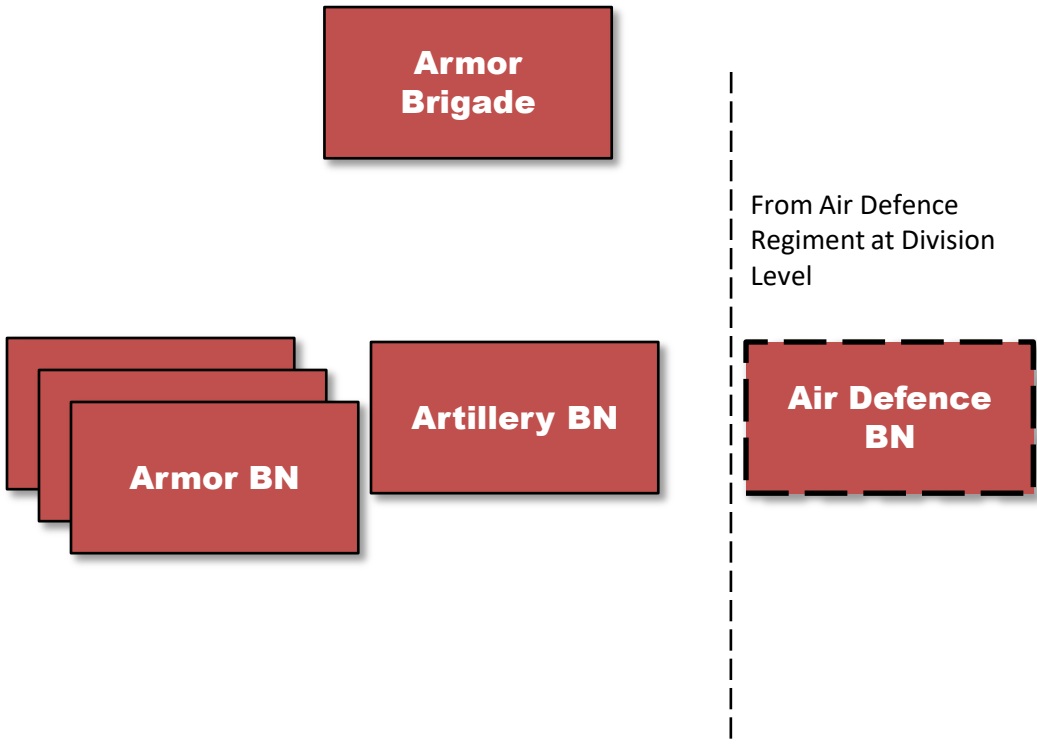 Armor
Brigade
From Air Defence
Regiment at Division
Level
Armor BN
Artillery BN
Air Defence
BN